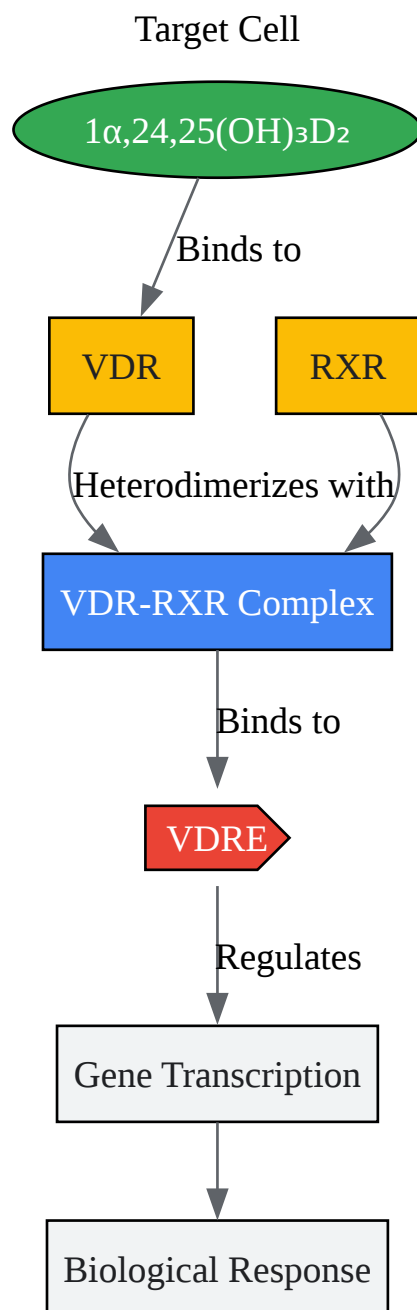 Target Cell
1α,24,25(OH)₃D₂
Binds to
VDR
RXR
Heterodimerizes with
VDR-RXR Complex
Binds to
VDRE
Regulates
Gene Transcription
Biological Response